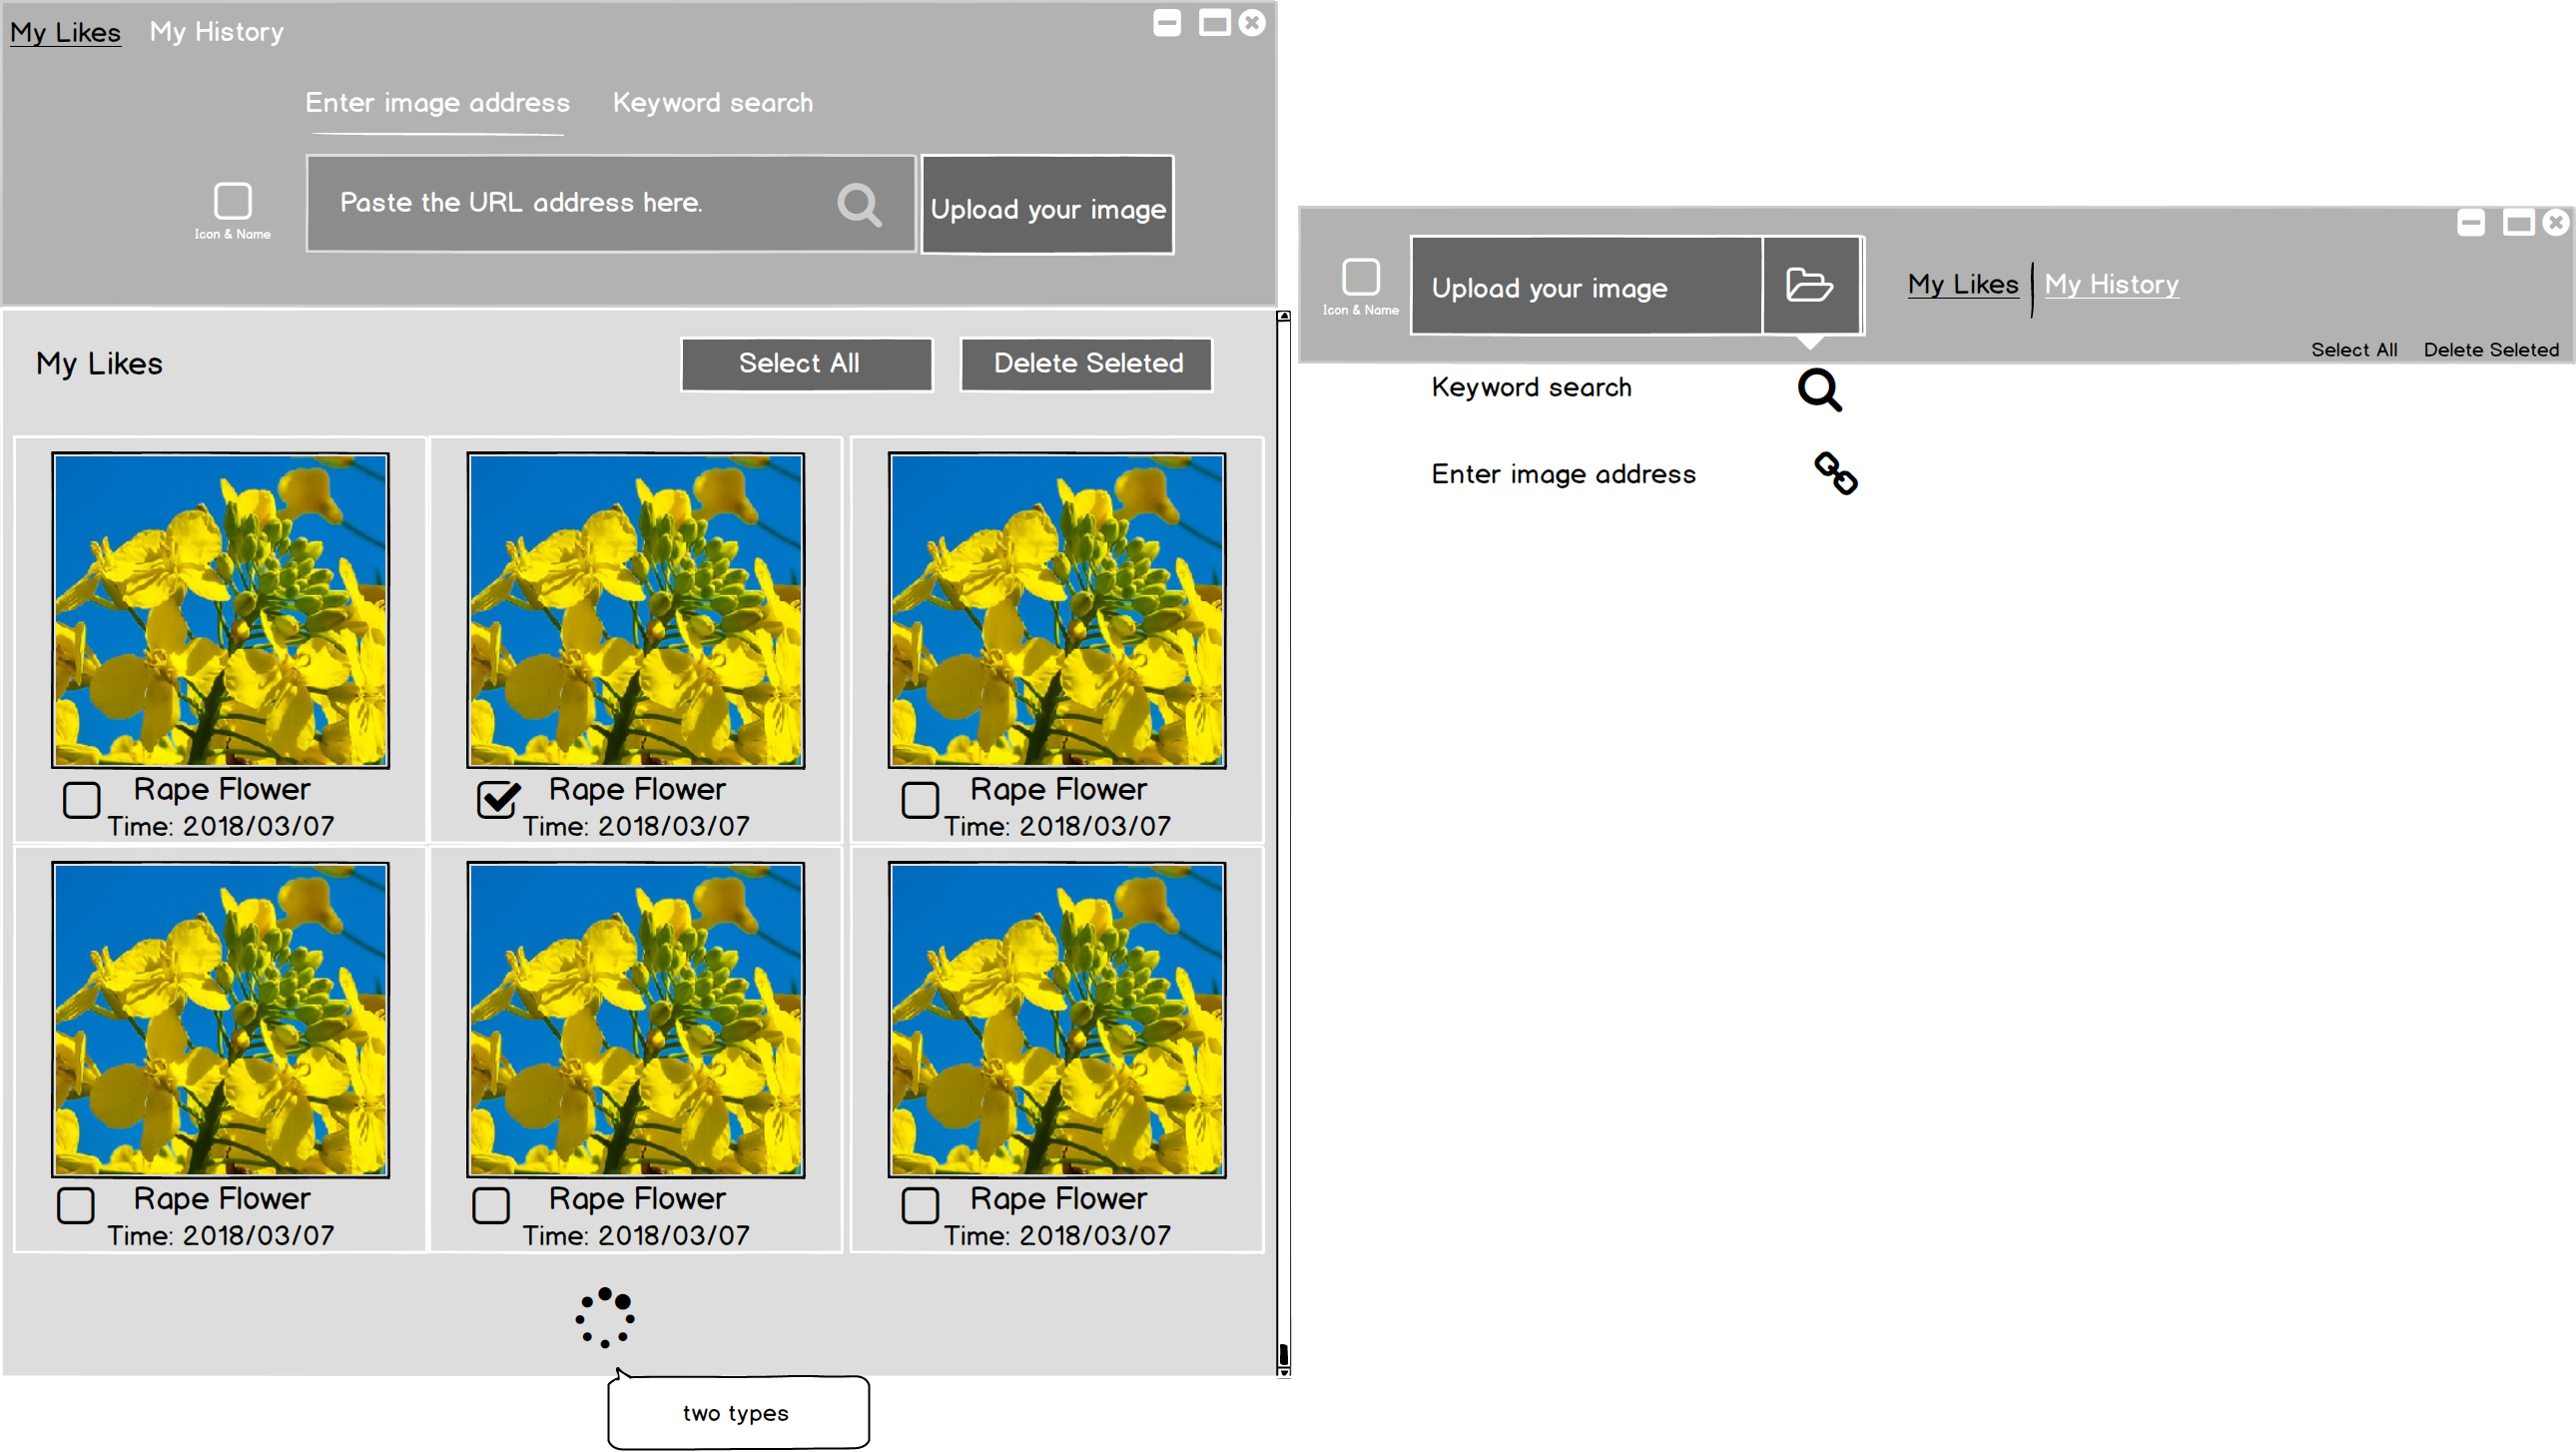 My Likes My History
Enter image address Keyword search
Paste the URL address here.
Upload your image
Icon & Name
My Likes
Select All
Delete Seleted
Rape Flower
Time: 2018/03/07
Rape Flower
Time: 2018/03/07
Rape Flower
Time: 2018/03/07
Rape Flower
Time: 2018/03/07
Rape Flower
Time: 2018/03/07
Rape Flower
Time: 2018/03/07
two types
Icon & Name
Upload your image
My Likes My History
Select All Delete Seleted
Keyword search
Enter image address